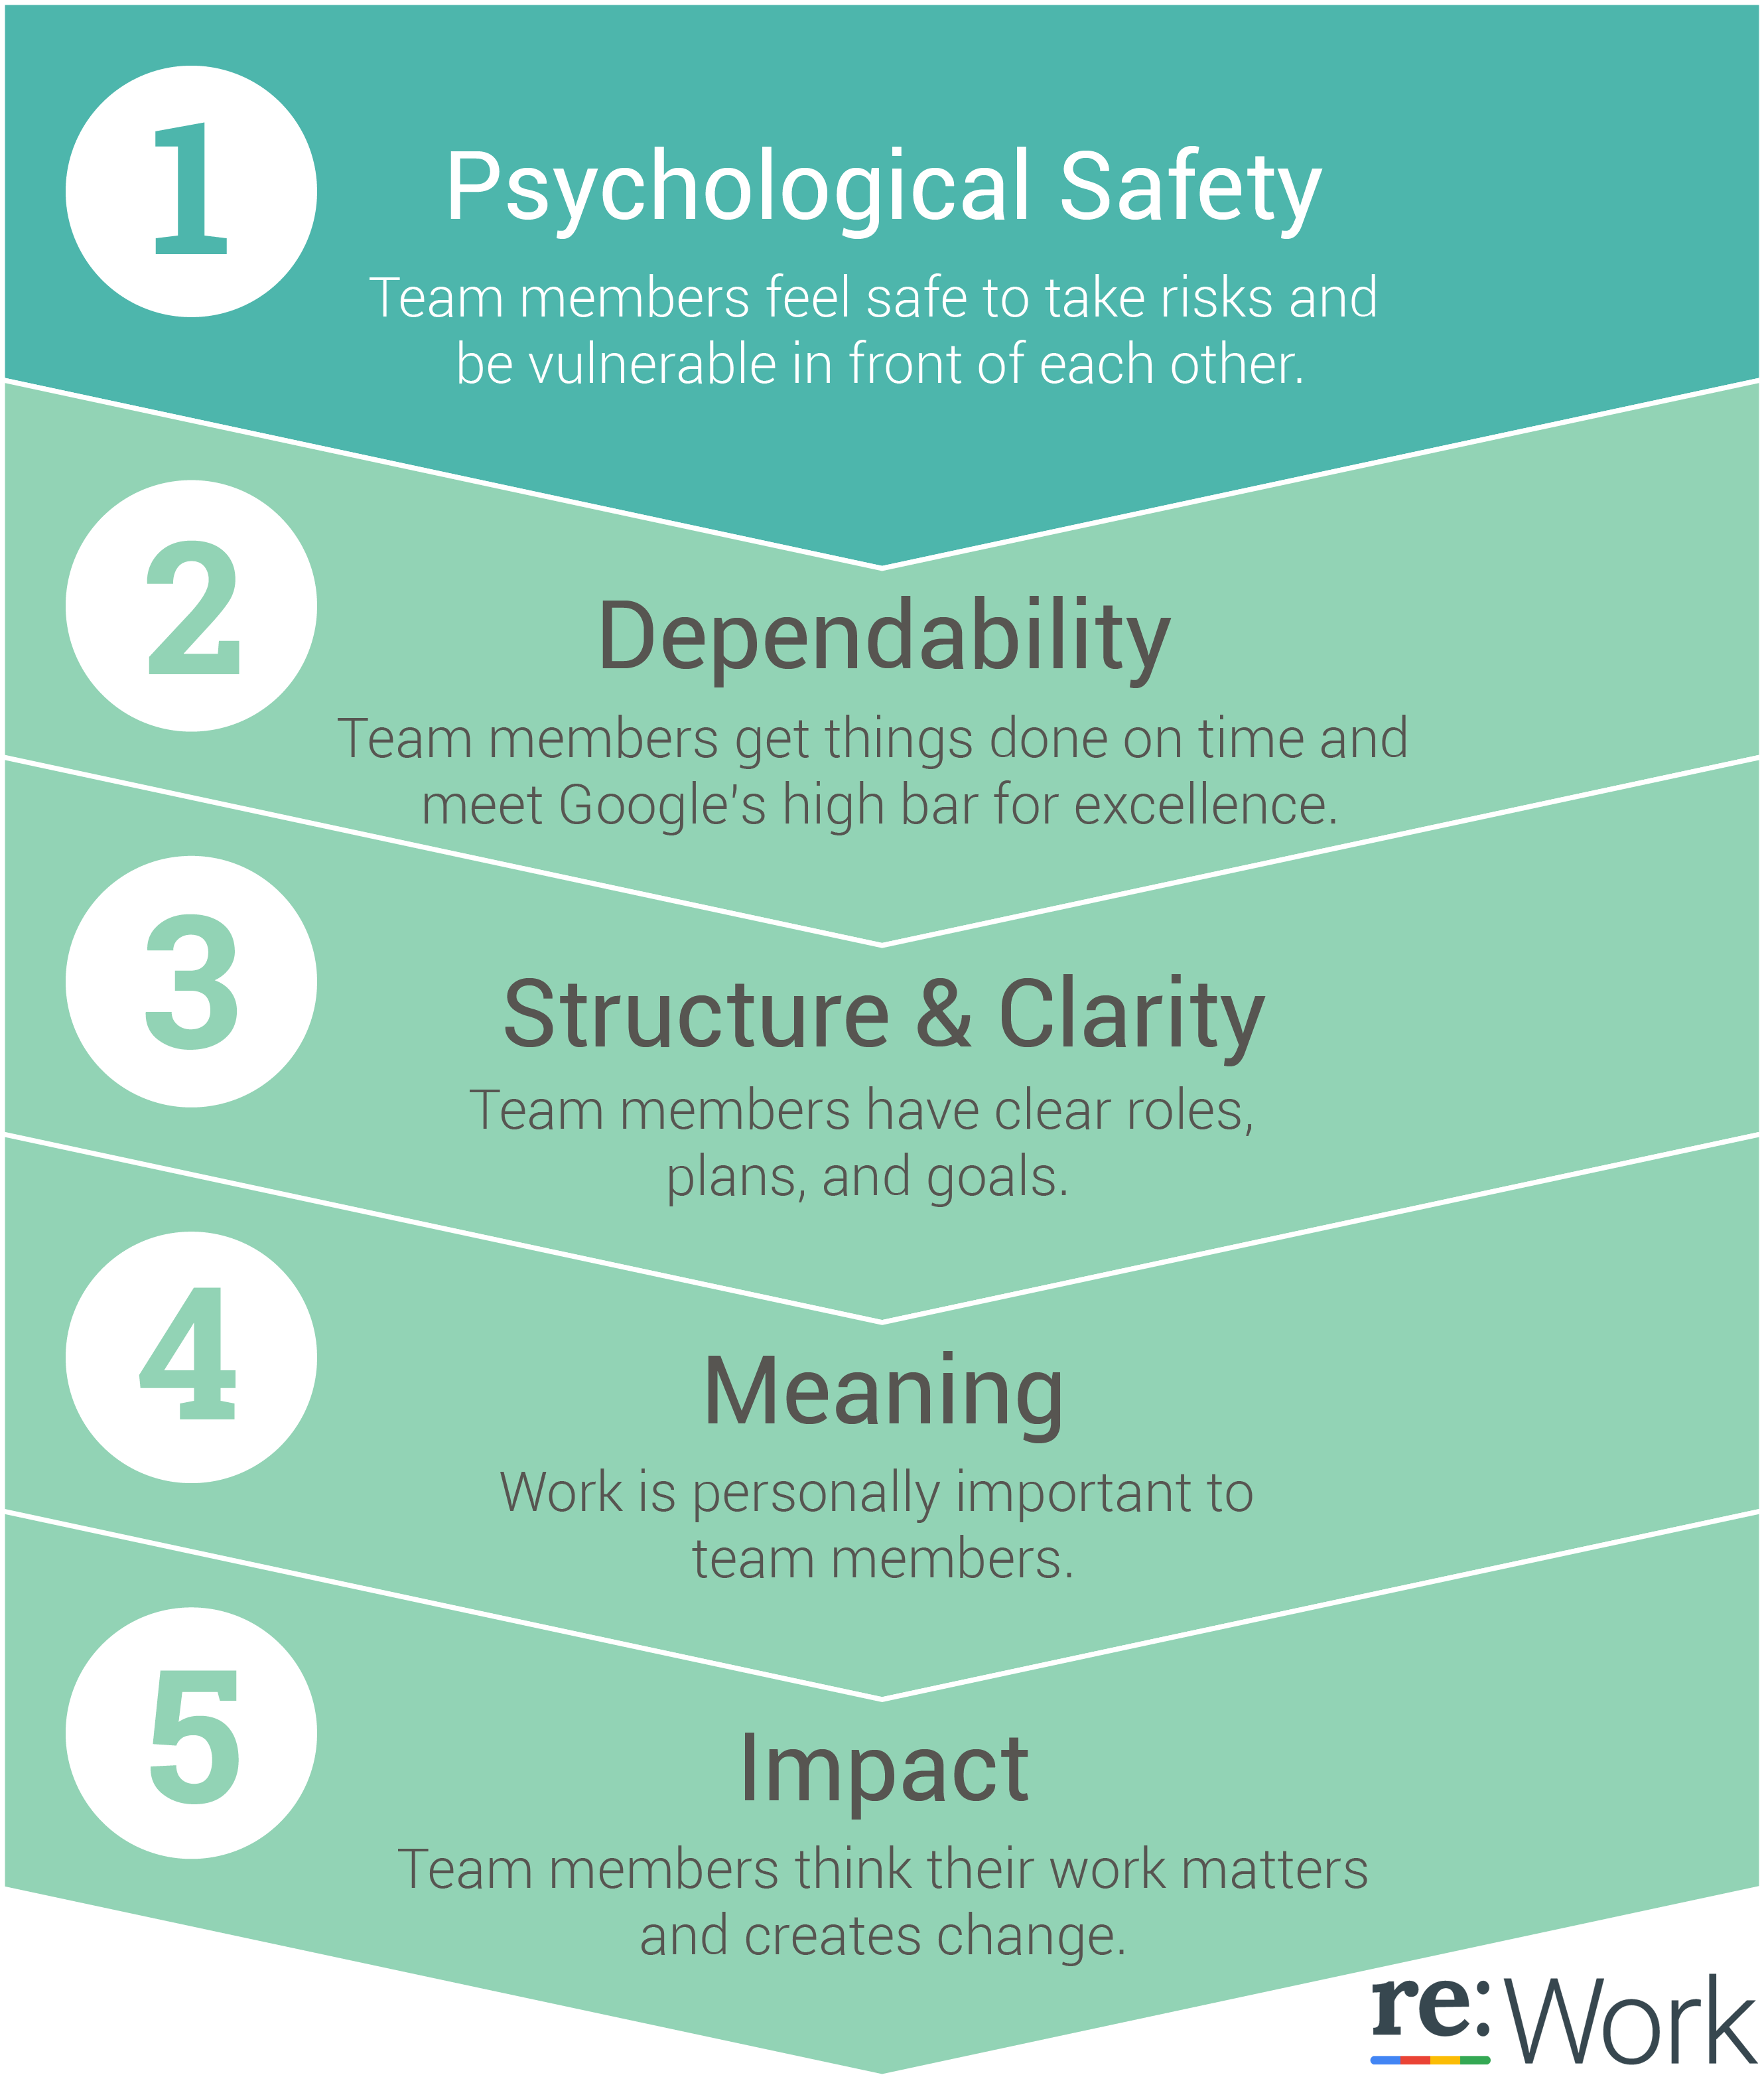 1
Psychological Safety
Team members feel safe to take risks and
be vulnerable in front of each other.
2
Dependability
Team members get things done on time and
meet Google's high bar for excellence.
3
Structure & Clarity
Team members have clear roles,
plans, and goals.
4
Meaning
Work is personally important to
team members.
5
Impact
Team members think their work matters
and creates change.
re:Work